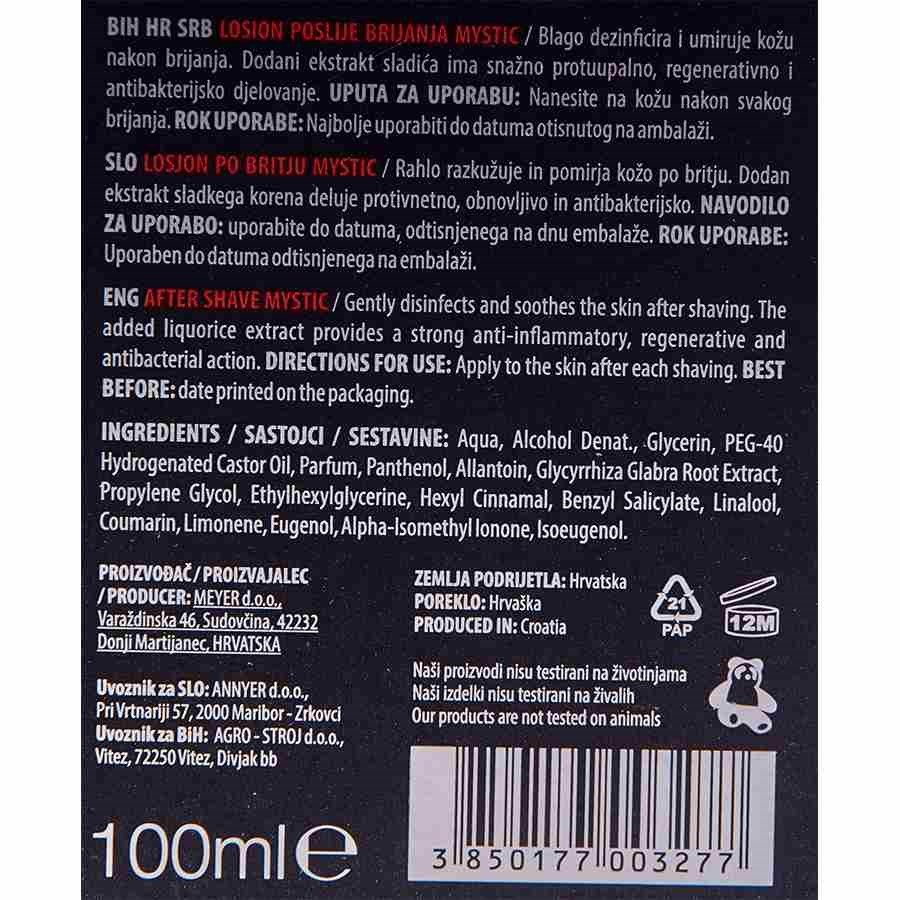 BIH HR SRB LOSION POSLIJE BRIJANJA MYSTIC / Blago dezinficira i umiruje kožu
nakon brijanja. Dodani ekstrakt sladića ima snažno protuupalno, regenerativno i
antibakterijsko djelovanje. UPUTA ZA UPORABU: Nanesite na kožu nakon svakog
brijanja. ROK UPORABE: Najbolje uporabiti do datuma otisnutog na ambalaži.
SLO LOSJON PO BRITJU MYSTIC / Rahlo razkužuje in pomirja kožo po britju. Dodan
ekstrakt sladkega korena deluje protivnetno, obnovljivo in antibakterijsko. NAVODILO
ZA UPORABO: uporabite do datuma, odtisnjenega na dnu embalaže. ROK UPORABE:
Uporaben do datuma odtisnjenega na embalaži.
ENG AFTER SHAVE MYSTIC / Gently disinfects and soothes the skin after shaving. The
added liquorice extract provides a strong anti-inflammatory, regenerative and
antibacterial action. DIRECTIONS FOR USE: Apply to the skin after each shaving. BEST
BEFORE: date printed on the packaging.
INGREDIENTS / SASTOJCI / SESTAVINE: Aqua, Alcohol Denat., Glycerin, PEG-40
Hydrogenated Castor Oil, Parfum, Panthenol, Allantoin, Glycyrrhiza Glabra Root Extract,
Propylene Glycol, Ethylhexylglycerine, Hexyl Cinnamal, Benzyl Salicylate, Linalool,
Coumarin, Limonene, Eugenol, Alpha-Isomethyl Ionone, Isoeugenol.
PROIZVOĐAČ / PROIZVAJALEC
/ PRODUCER: MEYER d.o.o.,
Varaždinska 46, Sudovčina, 42232
Donji Martijanec, HRVATSKA
Uvoznik za SLO: ANNYER d.o.o.,
Pri Vrtnariji 57, 2000 Maribor - Zrkovci
Uvoznik za BiH: AGRO - STROJ d.o.o.,
Vitez, 72250 Vitez, Divjak bb
100ml e
ZEMLJA PODRIJETLA: Hrvatska
POREKLO: Hrvaška
PRODUCED IN: Croatia
21
PAP
12M
Naši proizvodi nisu testirani na životinjama
Naši izdelki niso testirani na živalih
Our products are not tested on animals
3 850177 003277